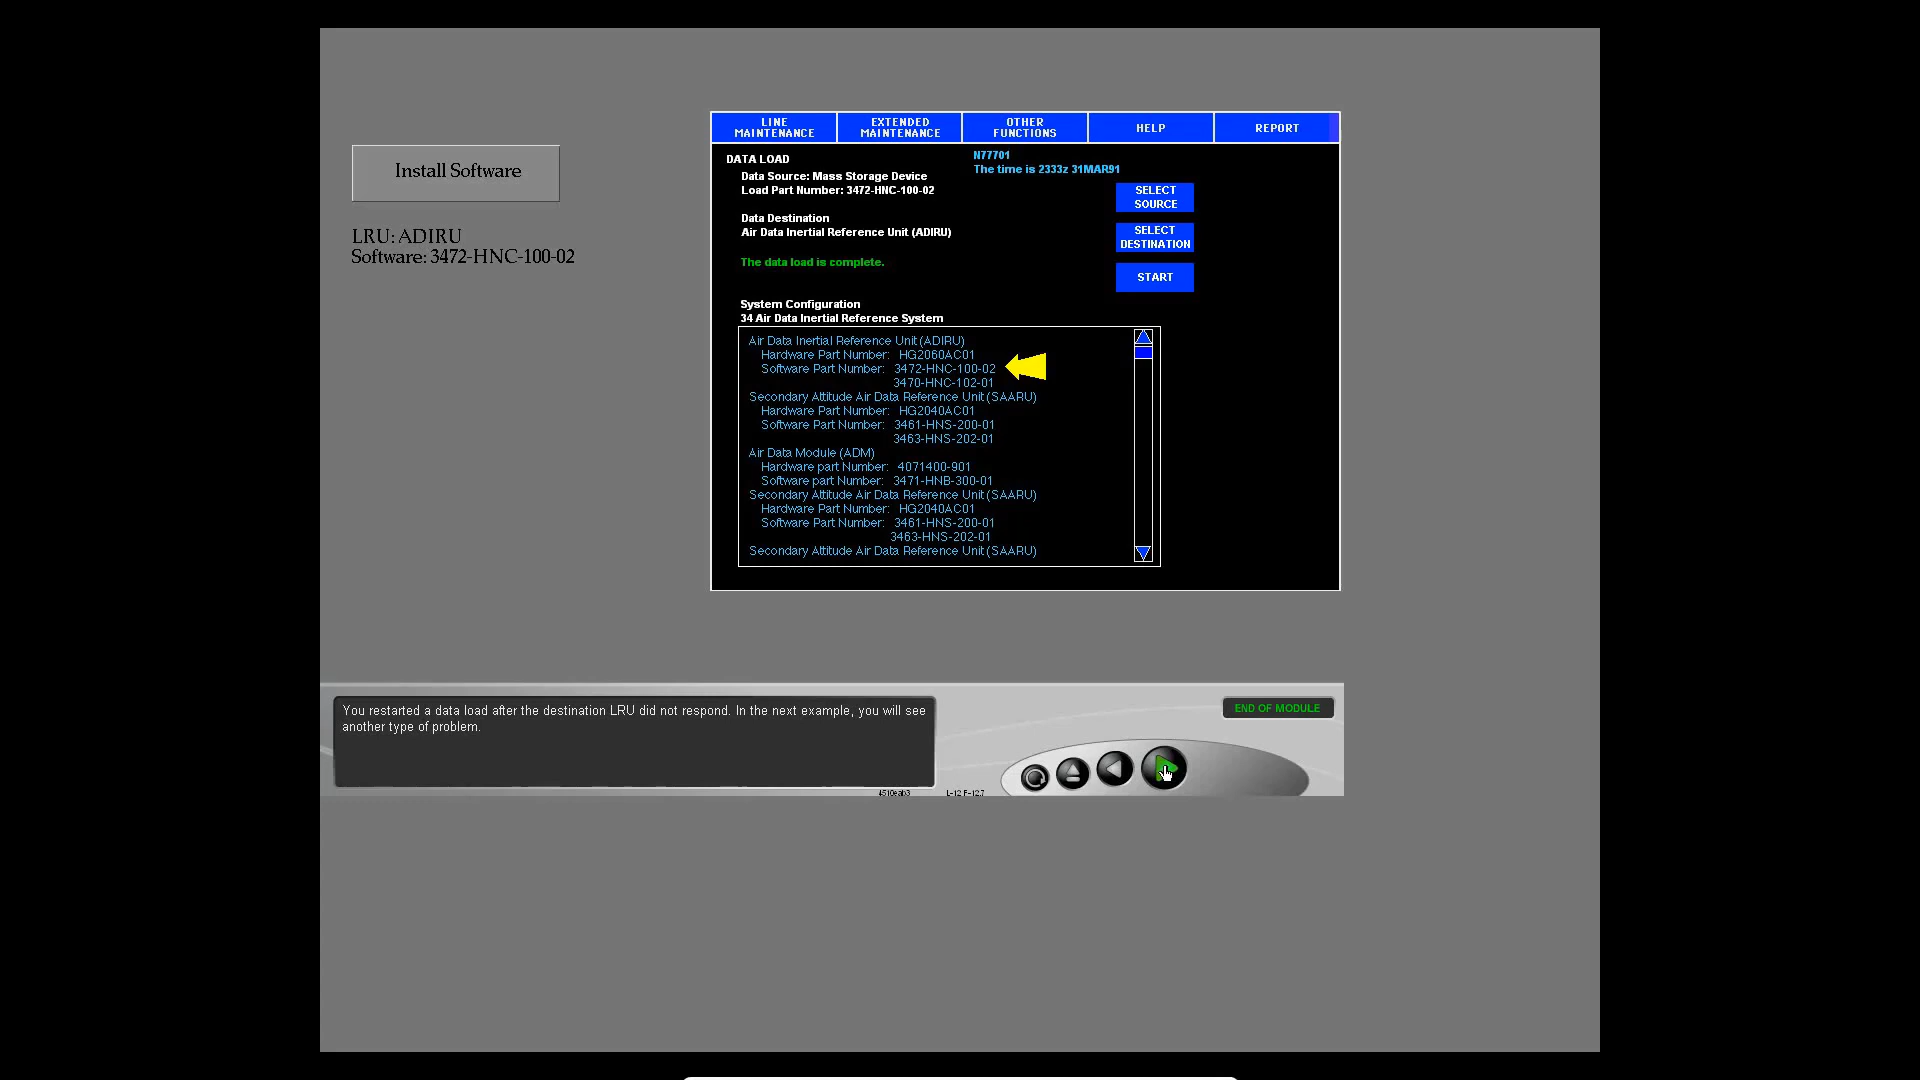 LINE
MAINTENANCE
EXTENDED
MAINTENANCE
OTHER
FUNCTIONS
HELP
REPORT
Install Software
LRU: ADIRU
Software: 3472-HNC-100-02
DATA LOAD
N77701
The time is 2333z 31MAR91
Data Source: Mass Storage Device
Load Part Number: 3472-HNC-100-02
SELECT
SOURCE
Data Destination
Air Data Inertial Reference Unit (ADIRU)
SELECT
DESTINATION
The data load is complete.
START
System Configuration
34 Air Data Inertial Reference System
Air Data Inertial Reference Unit (ADIRU)
Hardware Part Number: HG2060AC01
Software Part Number: 3472-HNC-100-02
3470-HNC-102-01
Secondary Attitude Air Data Reference Unit (SAARU)
Hardware Part Number: HG2040AC01
Software Part Number: 3461-HNS-200-01
3463-HNS-202-01
Air Data Module (ADM)
Hardware part Number: 4071400-901
Software part Number: 3471-HNB-300-01
Secondary Attitude Air Data Reference Unit (SAARU)
Hardware Part Number: HG2040AC01
Software Part Number: 3461-HNS-200-01
3463-HNS-202-01
Secondary Attitude Air Data Reference Unit (SAARU)
You restarted a data load after the destination LRU did not respond. In the next example, you will see
another type of problem.
END OF MODULE
4510eab3
L-12 F-12.7